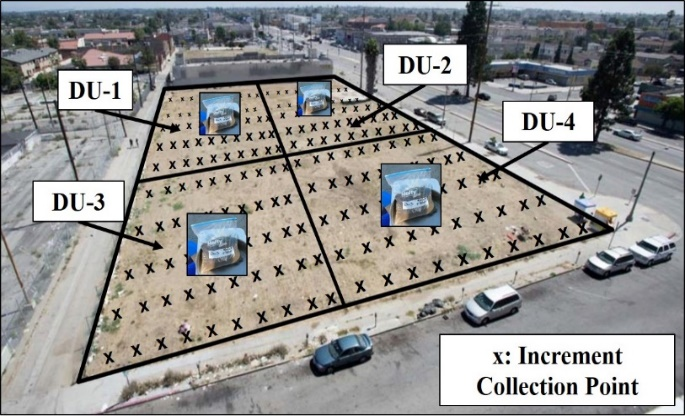 DU-1
DU-2
DU-4
DU-3
x: Increment
Collection Point